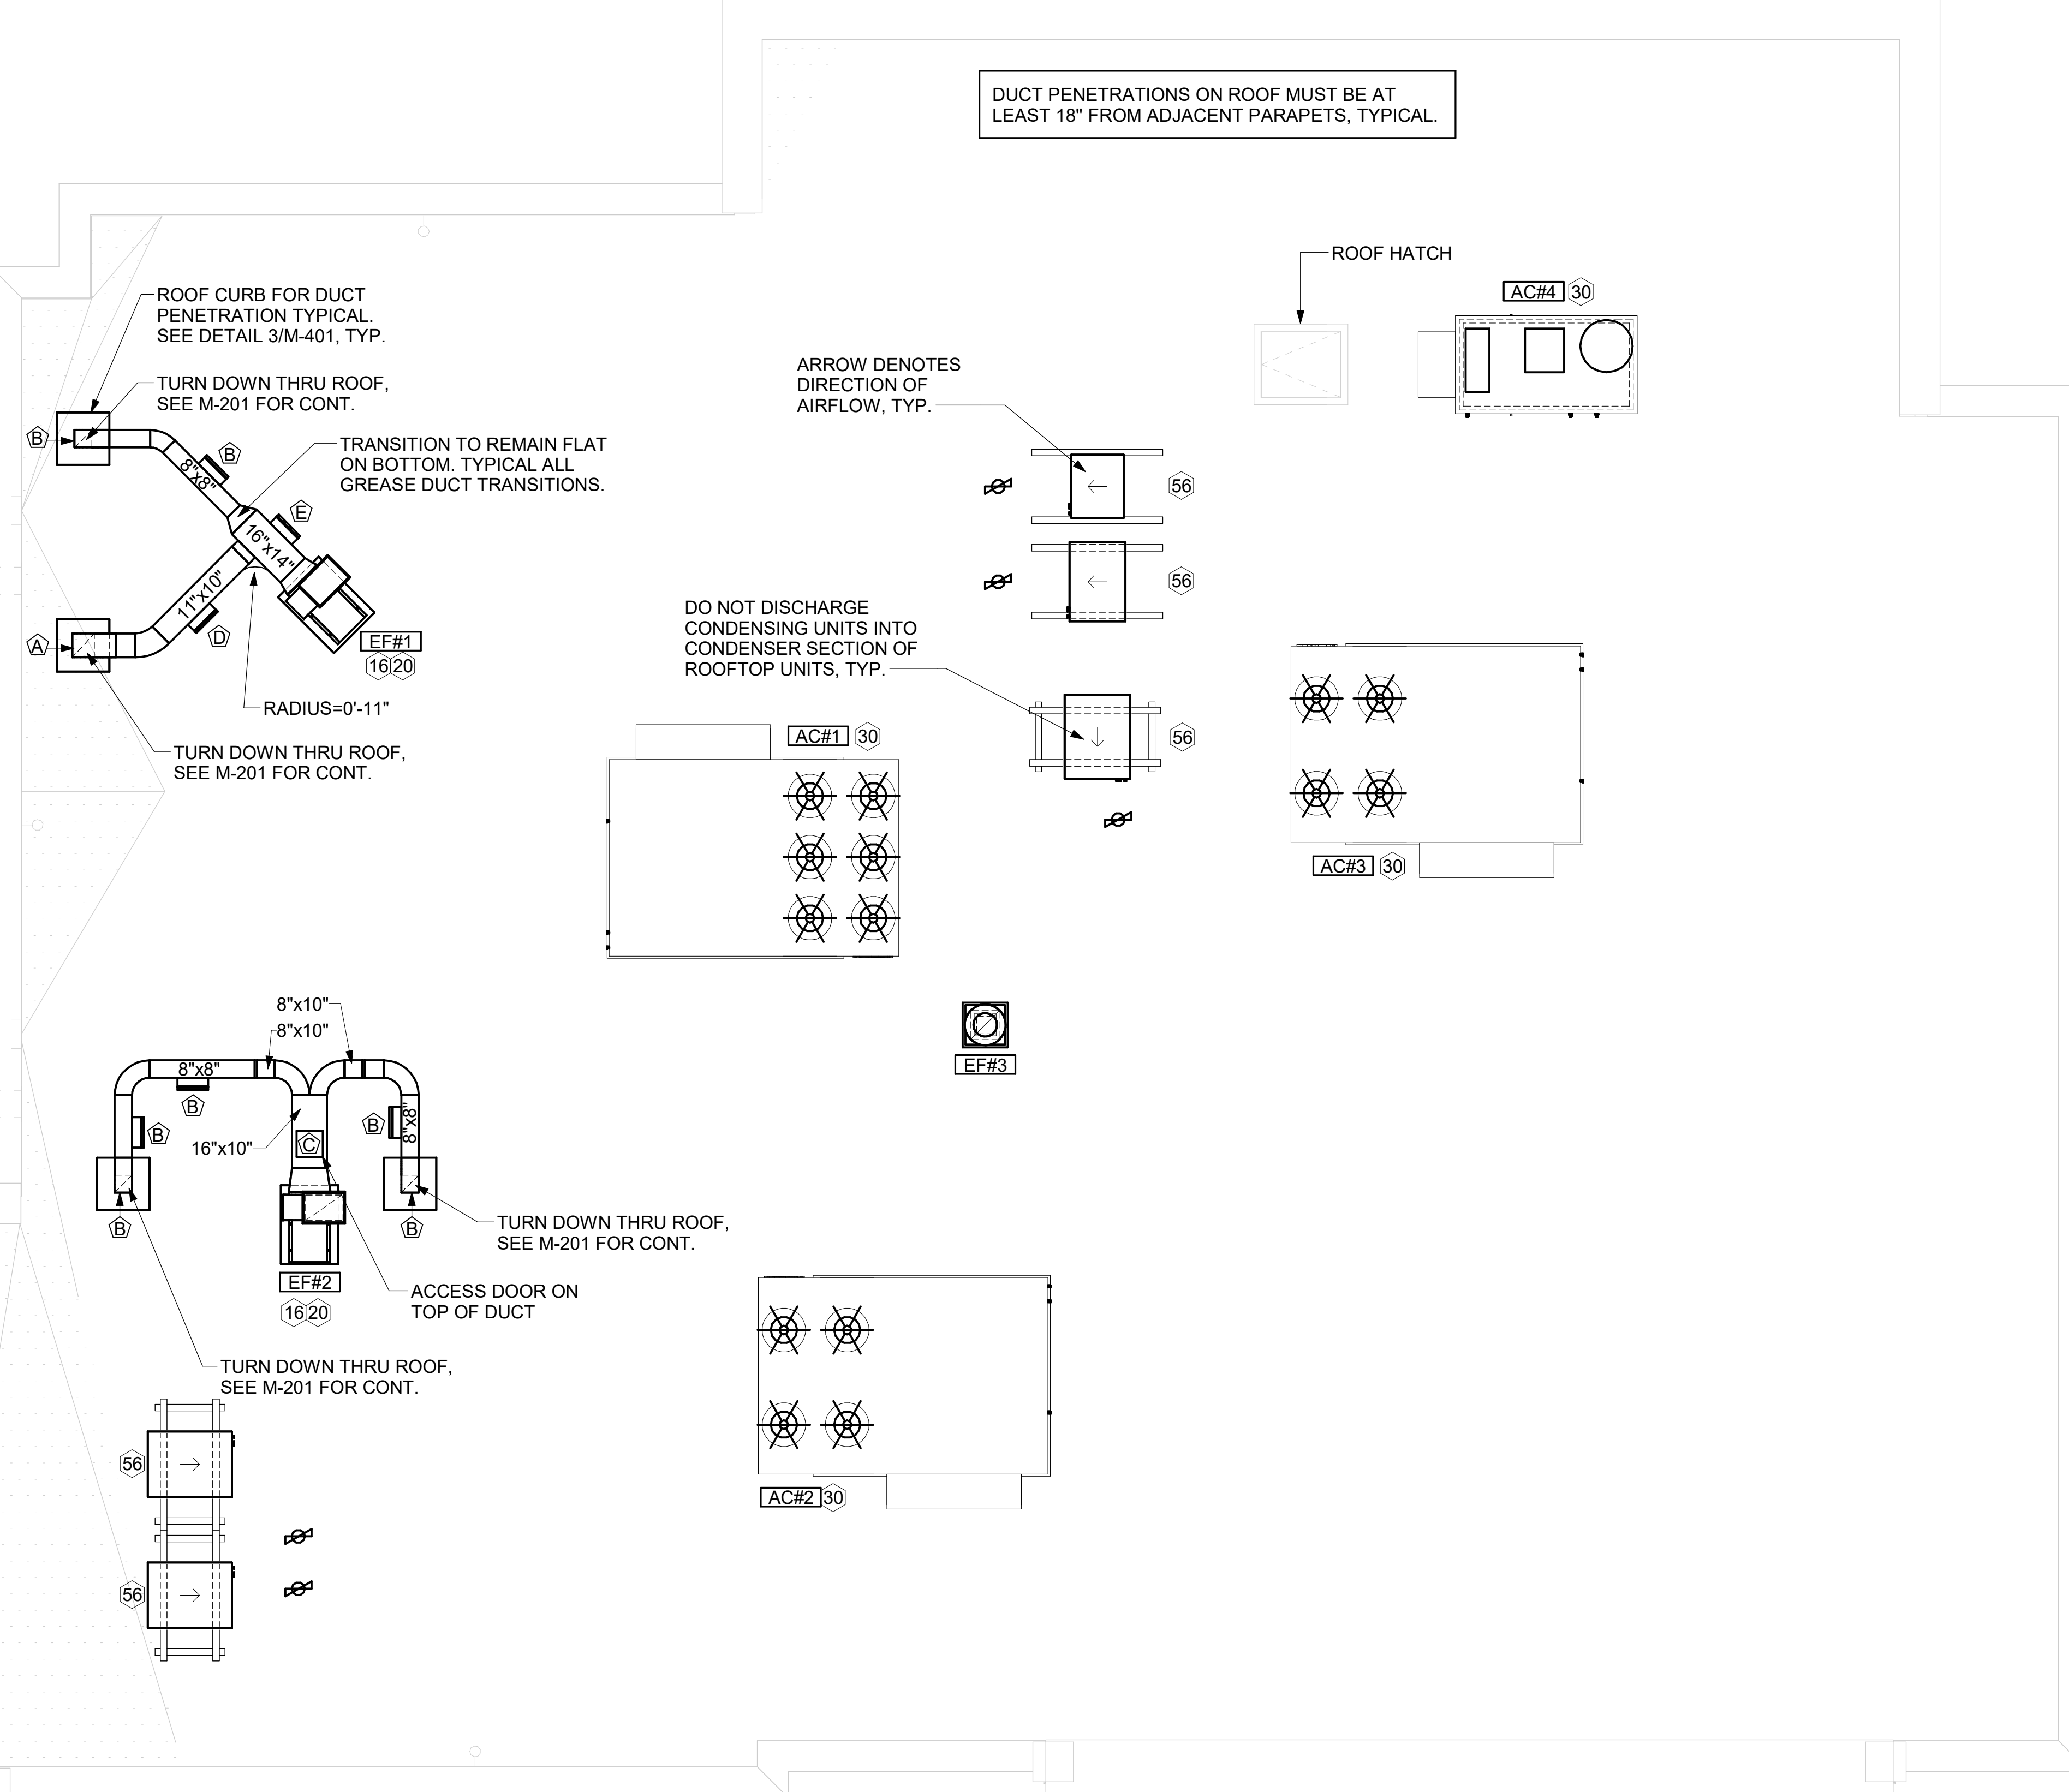 DUCT PENETRATIONS ON ROOF MUST BE AT
LEAST 18" FROM ADJACENT PARAPETS, TYPICAL.
ROOF HATCH
AC#4 30
ROOF CURB FOR DUCT
PENETRATION TYPICAL.
SEE DETAIL 3/M-401, TYP.
TURN DOWN THRU ROOF,
SEE M-201 FOR CONT.
ARROW DENOTES
DIRECTION OF
AIRFLOW, TYP.
B
B
8"x8"
TRANSITION TO REMAIN FLAT
ON BOTTOM. TYPICAL ALL
GREASE DUCT TRANSITIONS.
E
16"x14"
11"x10"
D
A
EF#1
16 20
RADIUS=0'-11"
TURN DOWN THRU ROOF,
SEE M-201 FOR CONT.
56
56
DO NOT DISCHARGE
CONDENSING UNITS INTO
CONDENSER SECTION OF
ROOFTOP UNITS, TYP.
56
AC#1 30
AC#3 30
8"x10"
8"x10"
8"x8"
B
B
16"x10"
C
B
8"x8"
B
B
EF#3
TURN DOWN THRU ROOF,
SEE M-201 FOR CONT.
EF#2
16 20
ACCESS DOOR ON
TOP OF DUCT
TURN DOWN THRU ROOF,
SEE M-201 FOR CONT.
56
56
AC#2 30